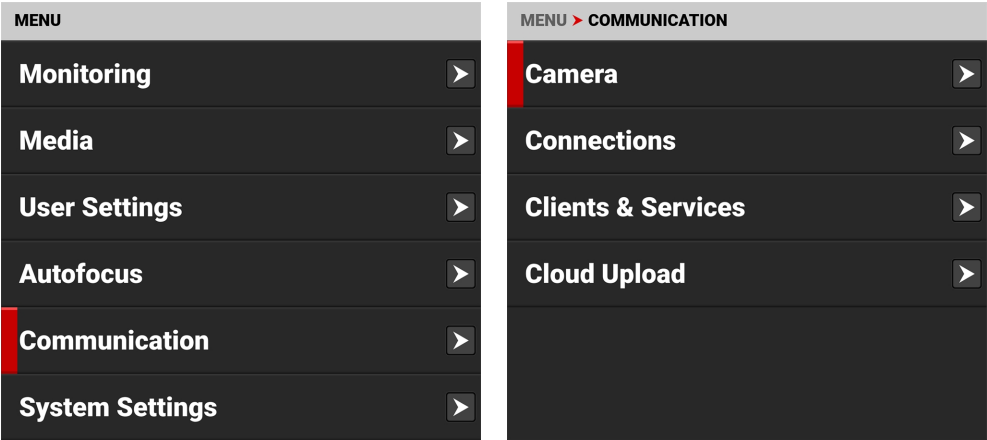 MENU
Monitoring
Media
User Settings
Autofocus
Communication
System Settings
MENU COMMUNICATION
Camera
Connections
Clients & Services
Cloud Upload